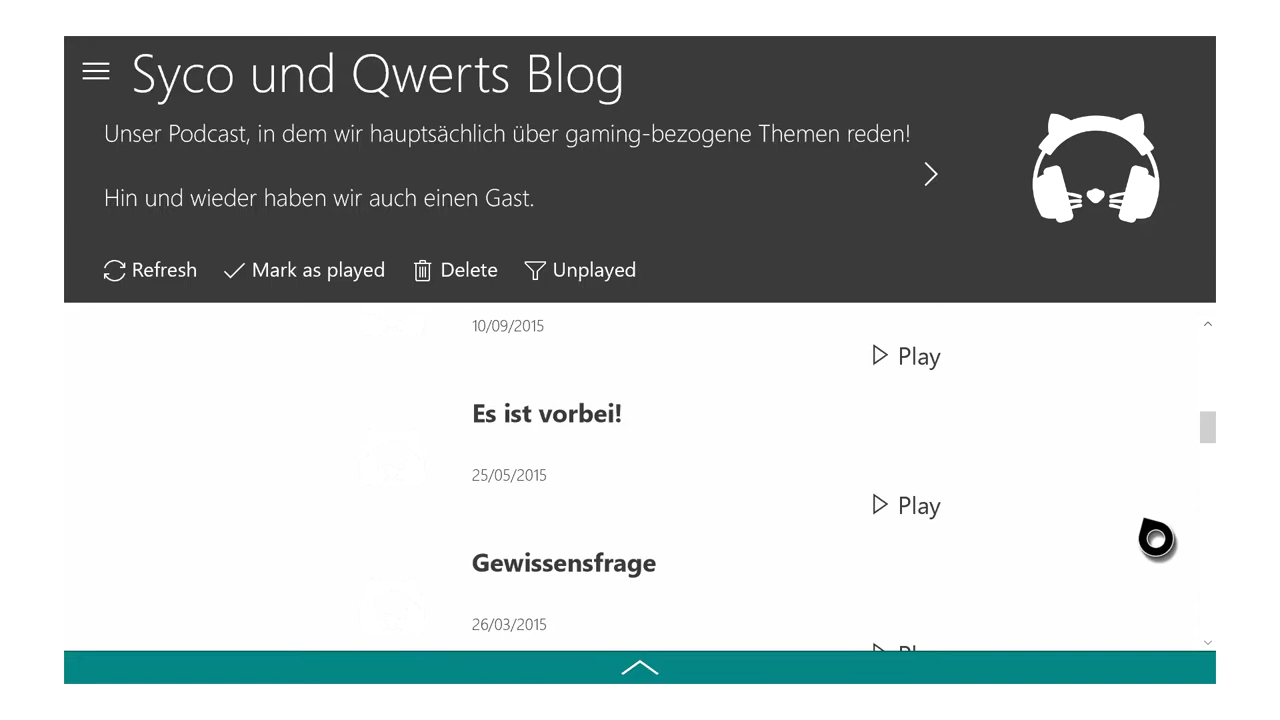 Syco und Qwerts Blog
Unser Podcast, in dem wir hauptsächlich über gaming-bezogene Themen reden!
Hin und wieder haben wir auch einen Gast.
Refresh Mark as played Delete Unplayed
10/09/2015
Play
Es ist vorbei!
25/05/2015
Play
Gewissensfrage
26/03/2015